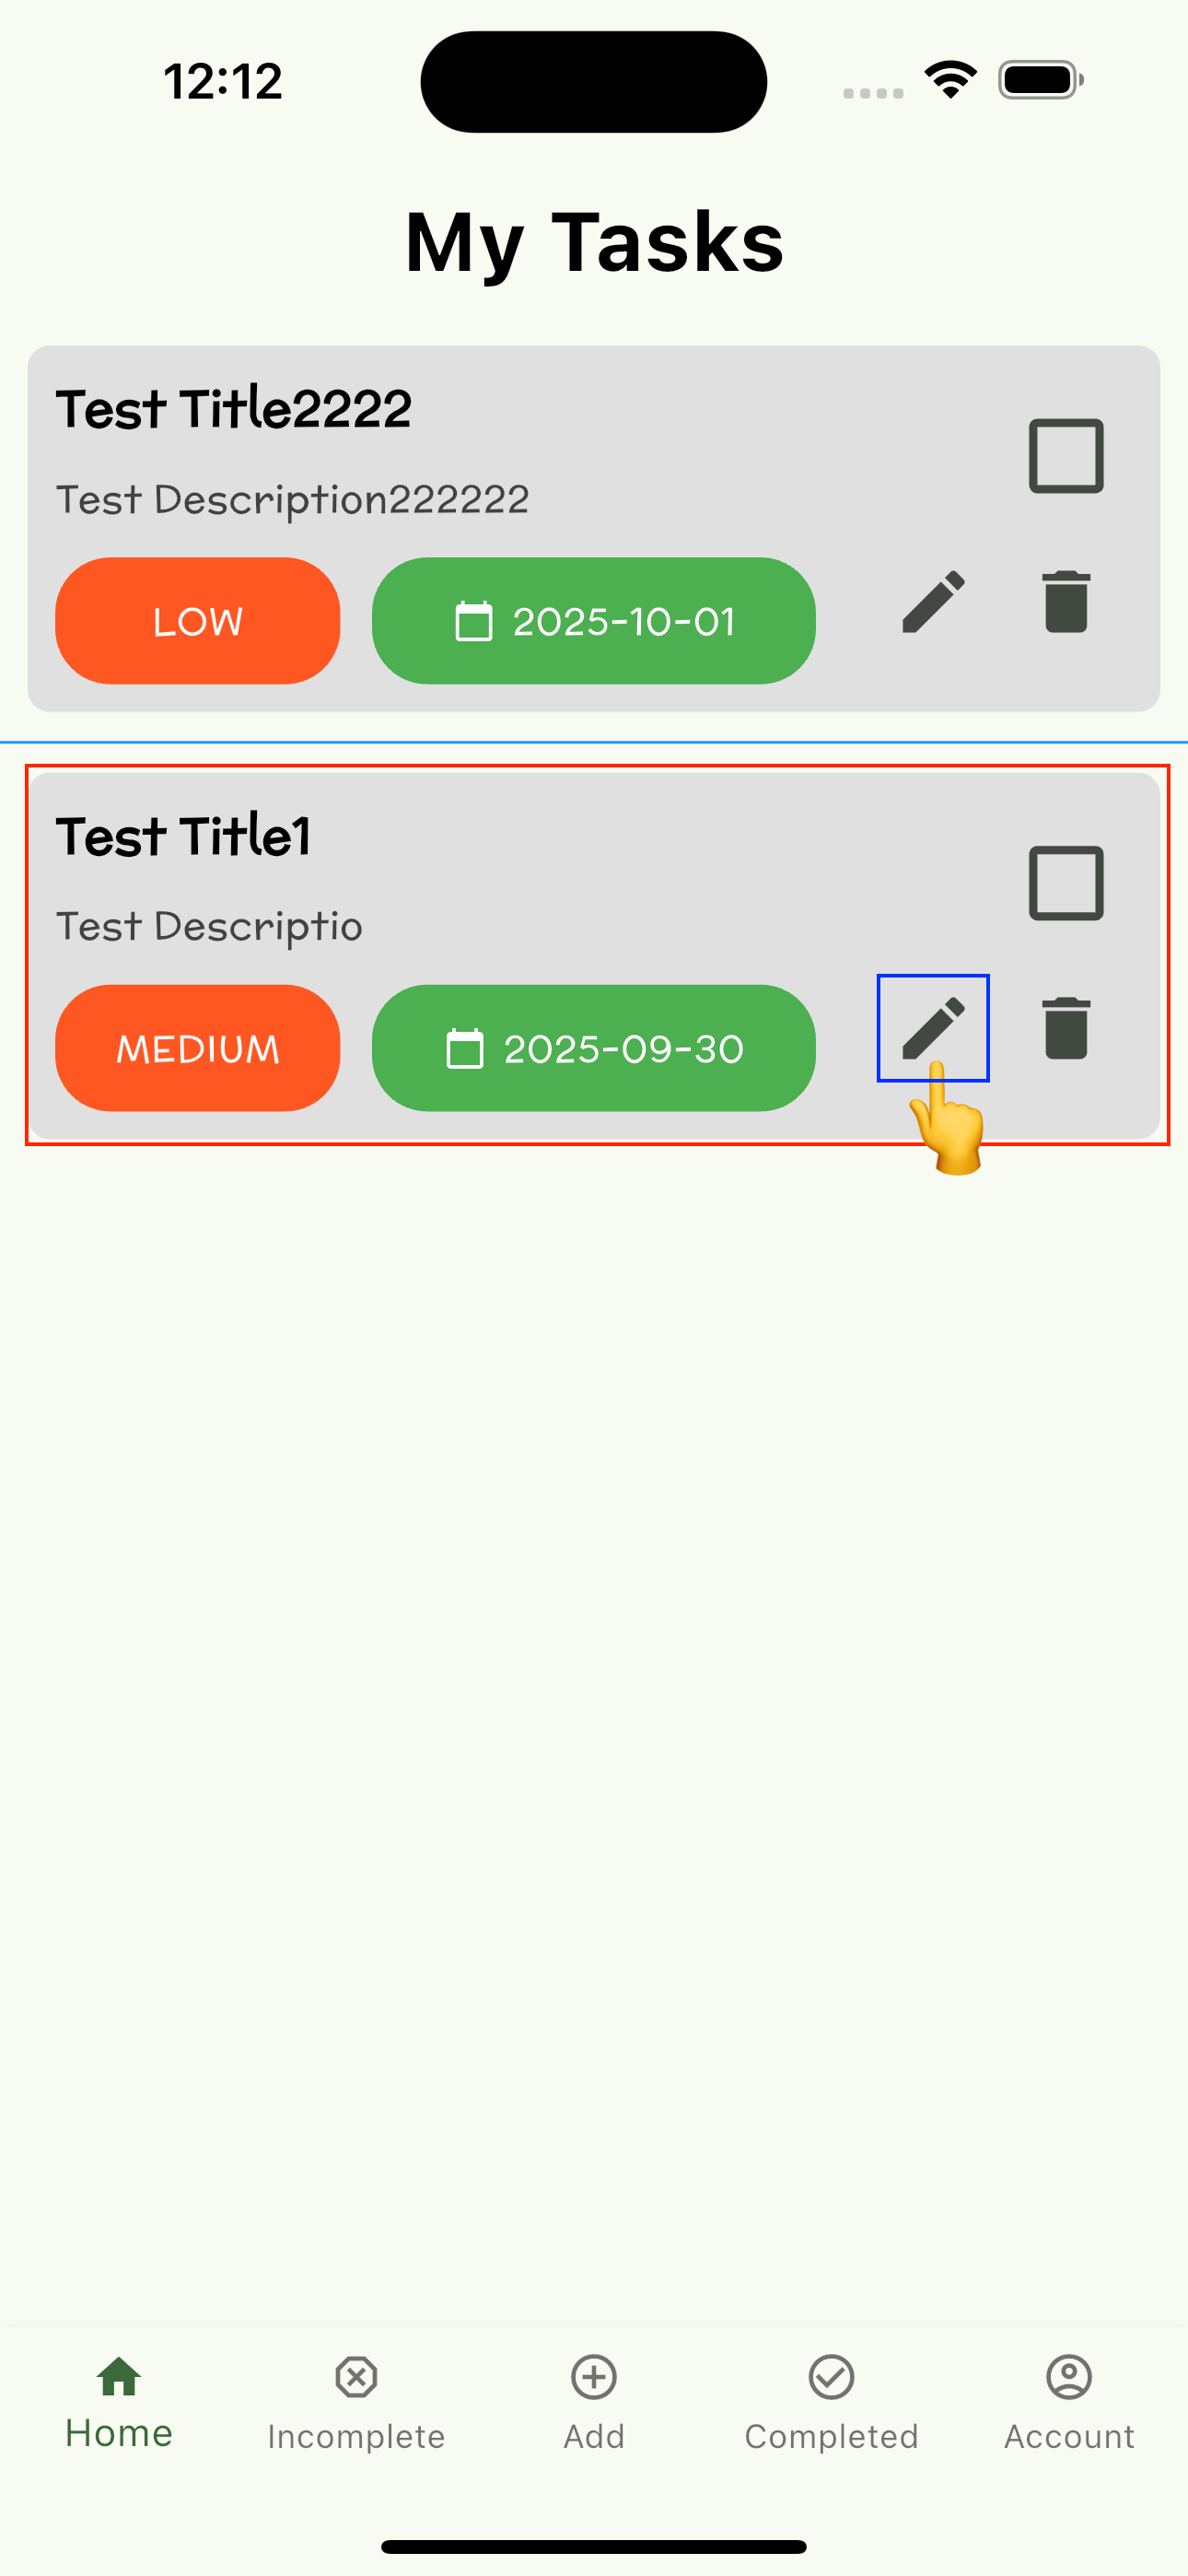 12:12
My Tasks
Test Title2222
Test Description222222
LOW
2025-10-01
Test Title1
Test Descriptio
MEDIUM
2025-09-30
Home
Incomplete
Add
Completed
Account